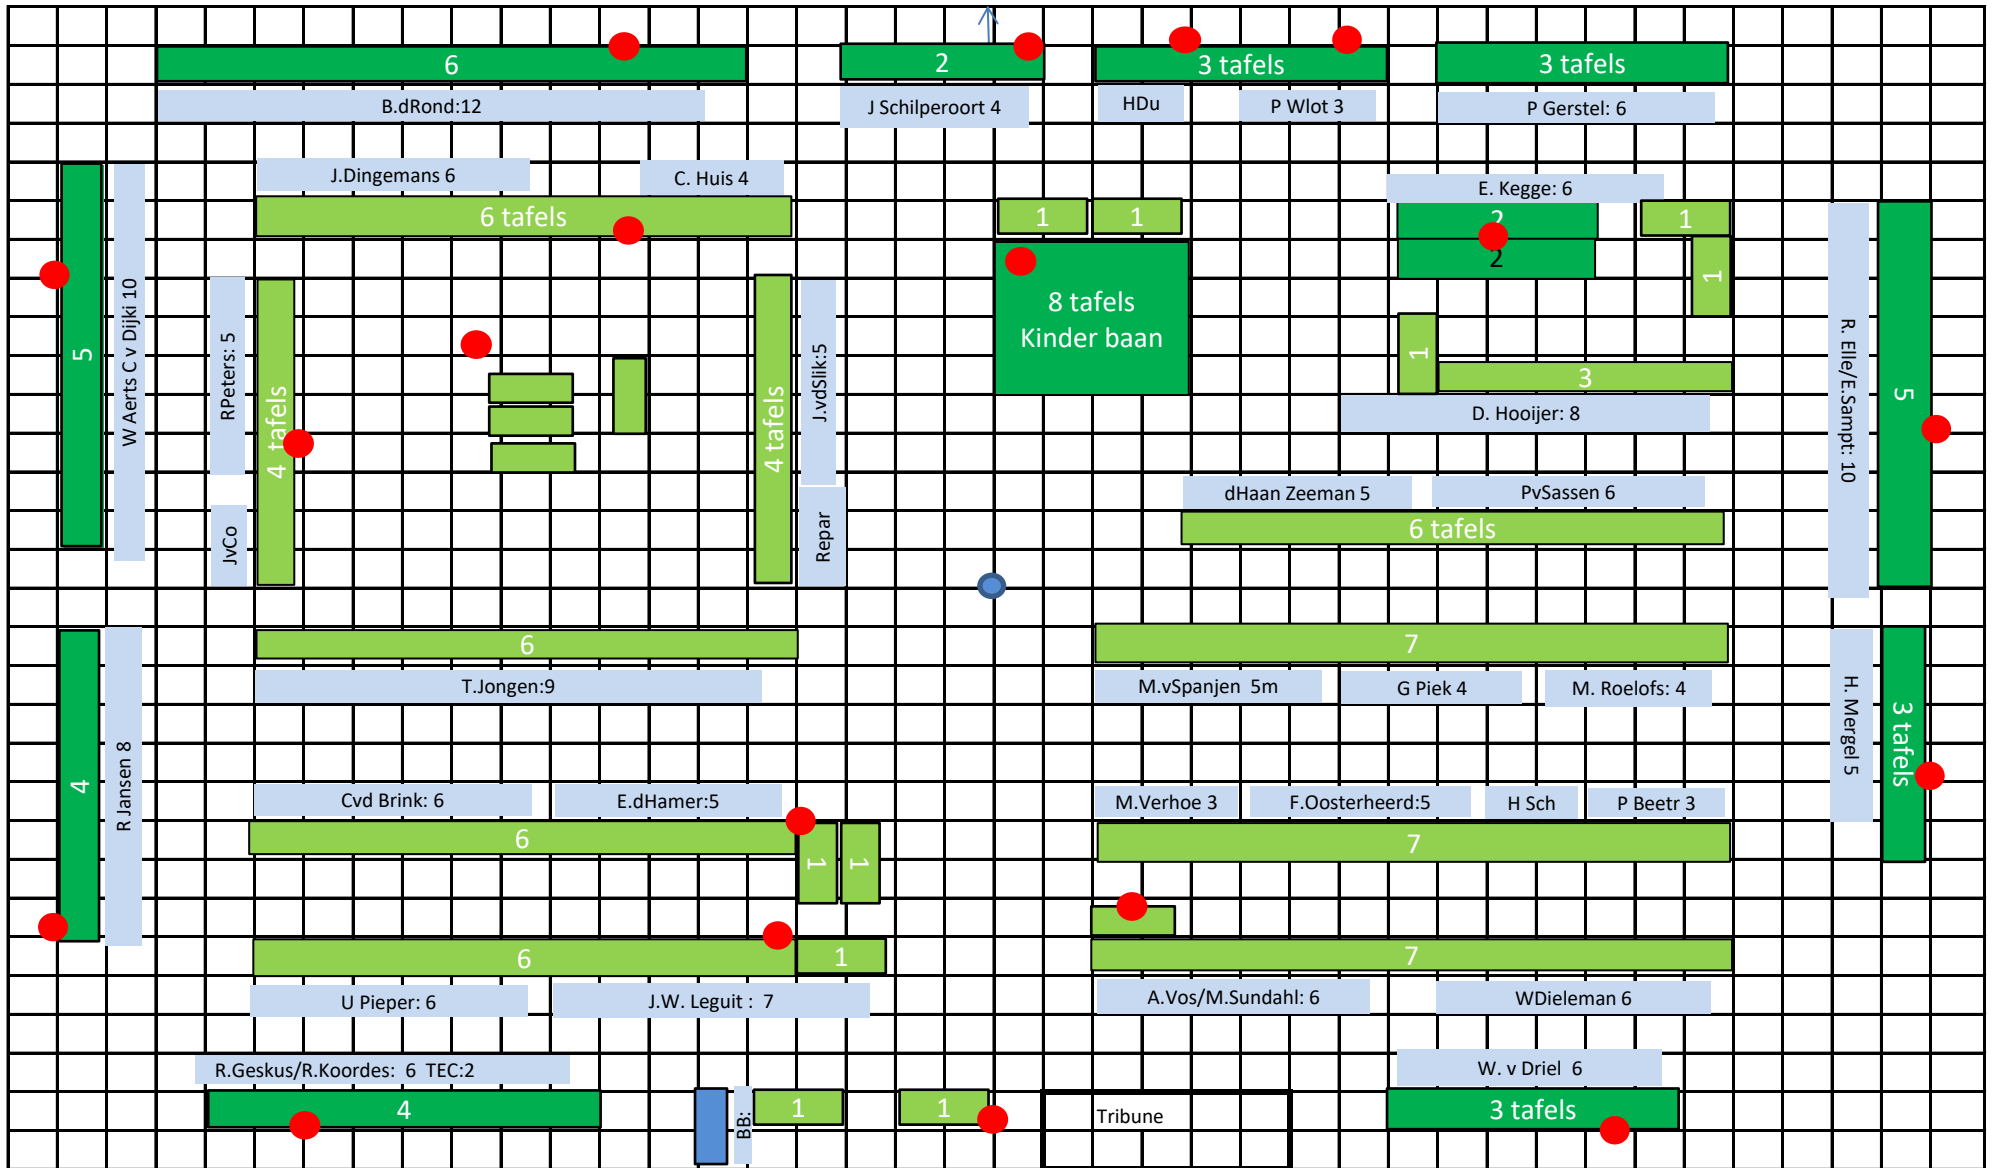 6
2
3 tafels
3 tafels
B.dRond:12
J Schilperoort 4
HDu
P Wlot 3
P Gerstel: 6
J.Dingemans 6
C. Huis 4
E. Kegge: 6
6 tafels
1
1
2
1
2
1
5
W Aerts C v Dijki 10
RPeters: 5
4 tafels
4 tafels
J.vdSlik:5
8 tafels
Kinder baan
1
3
D. Hooijer: 8
R. Elle/E.Sampt: 10
5
dHaan Zeeman 5
PvSassen 6
6 tafels
JvCo
Repar
6
7
T.Jongen:9
M.vSpanjen 5m
G Piek 4
M. Roelofs: 4
4
R Jansen 8
H. Mergel 5
3 tafels
Cvd Brink: 6
E.dHamer:5
M.Verhoe 3
F.Oosterheerd:5
H Sch
P Beetr 3
6
1
1
7
6
1
7
U Pieper: 6
J.W. Leguit : 7
A.Vos/M.Sundahl: 6
WDieleman 6
R.Geskus/R.Koordes: 6 TEC:2
W. v Driel 6
4
BB:
1
1
Tribune
3 tafels